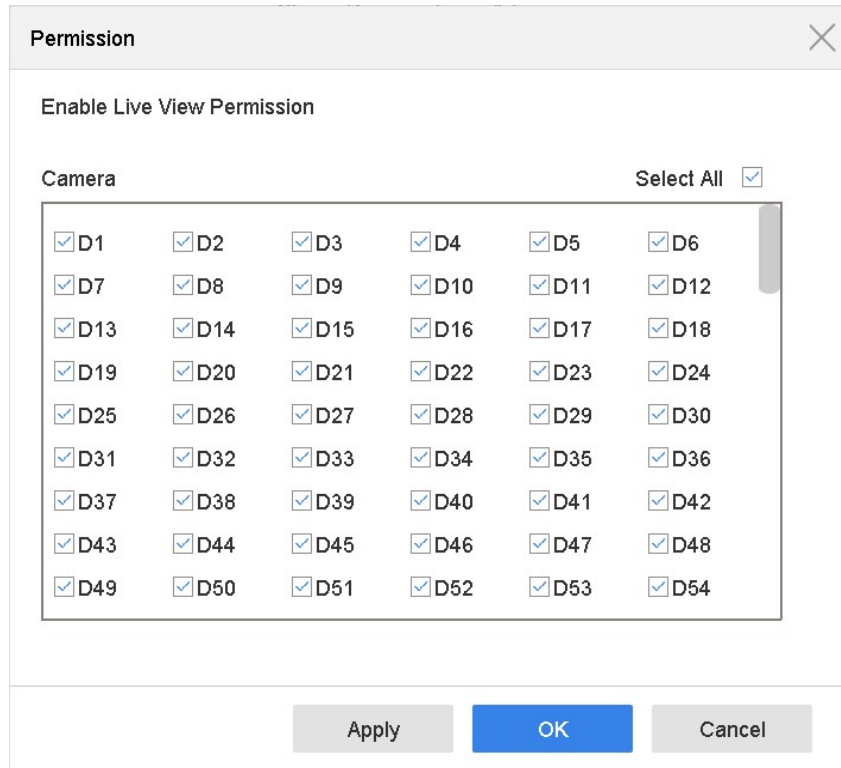 Permission
Enable Live View Permission
Camera Select All
D1 D2 D3 D4 D5 D6
D7 D8 D9 D10 D11 D12
D13 D14 D15 D16 D17 D18
D19 D20 D21 D22 D23 D24
D25 D26 D27 D28 D29 D30
D31 D32 D33 D34 D35 D36
D37 D38 D39 D40 D41 D42
D43 D44 D45 D46 D47 D48
D49 D50 D51 D52 D53 D54
Apply OK Cancel